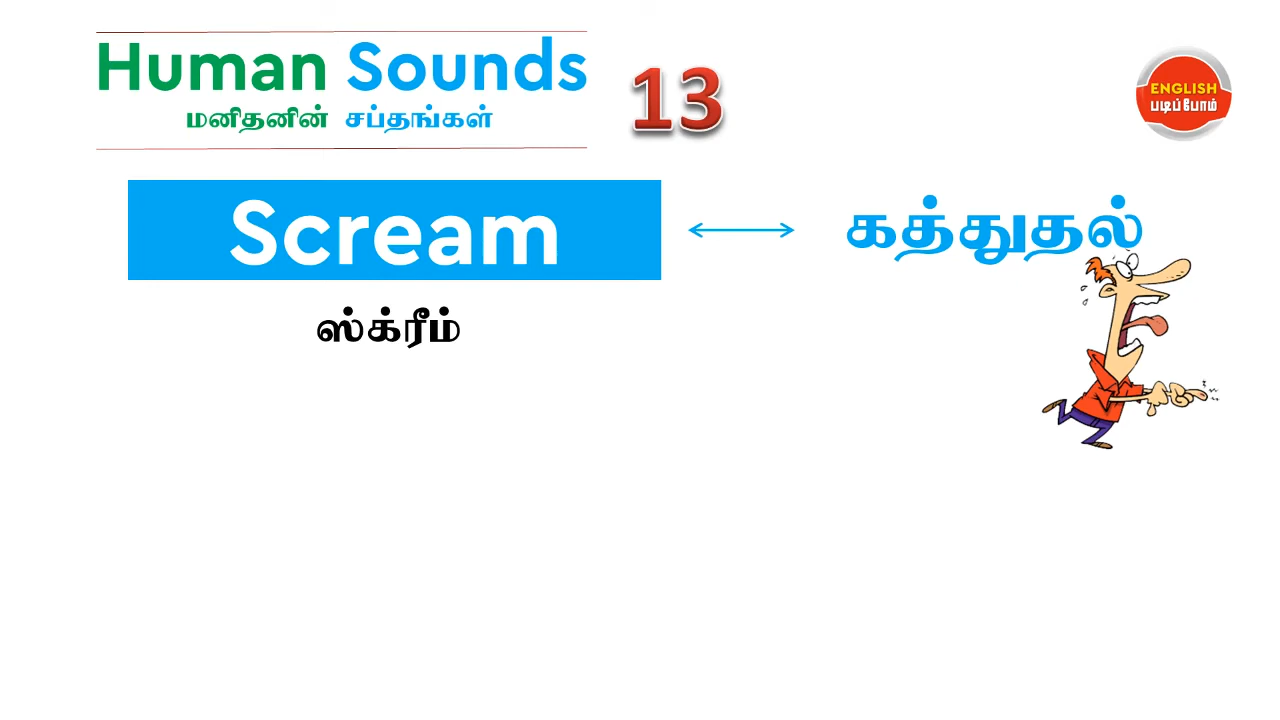 Human Sounds
மனிதனின் சப்தங்கள்
13
ENGLISH
படிப்போம்
Scream
கத்துதல்
ஸ்க்ரீம்